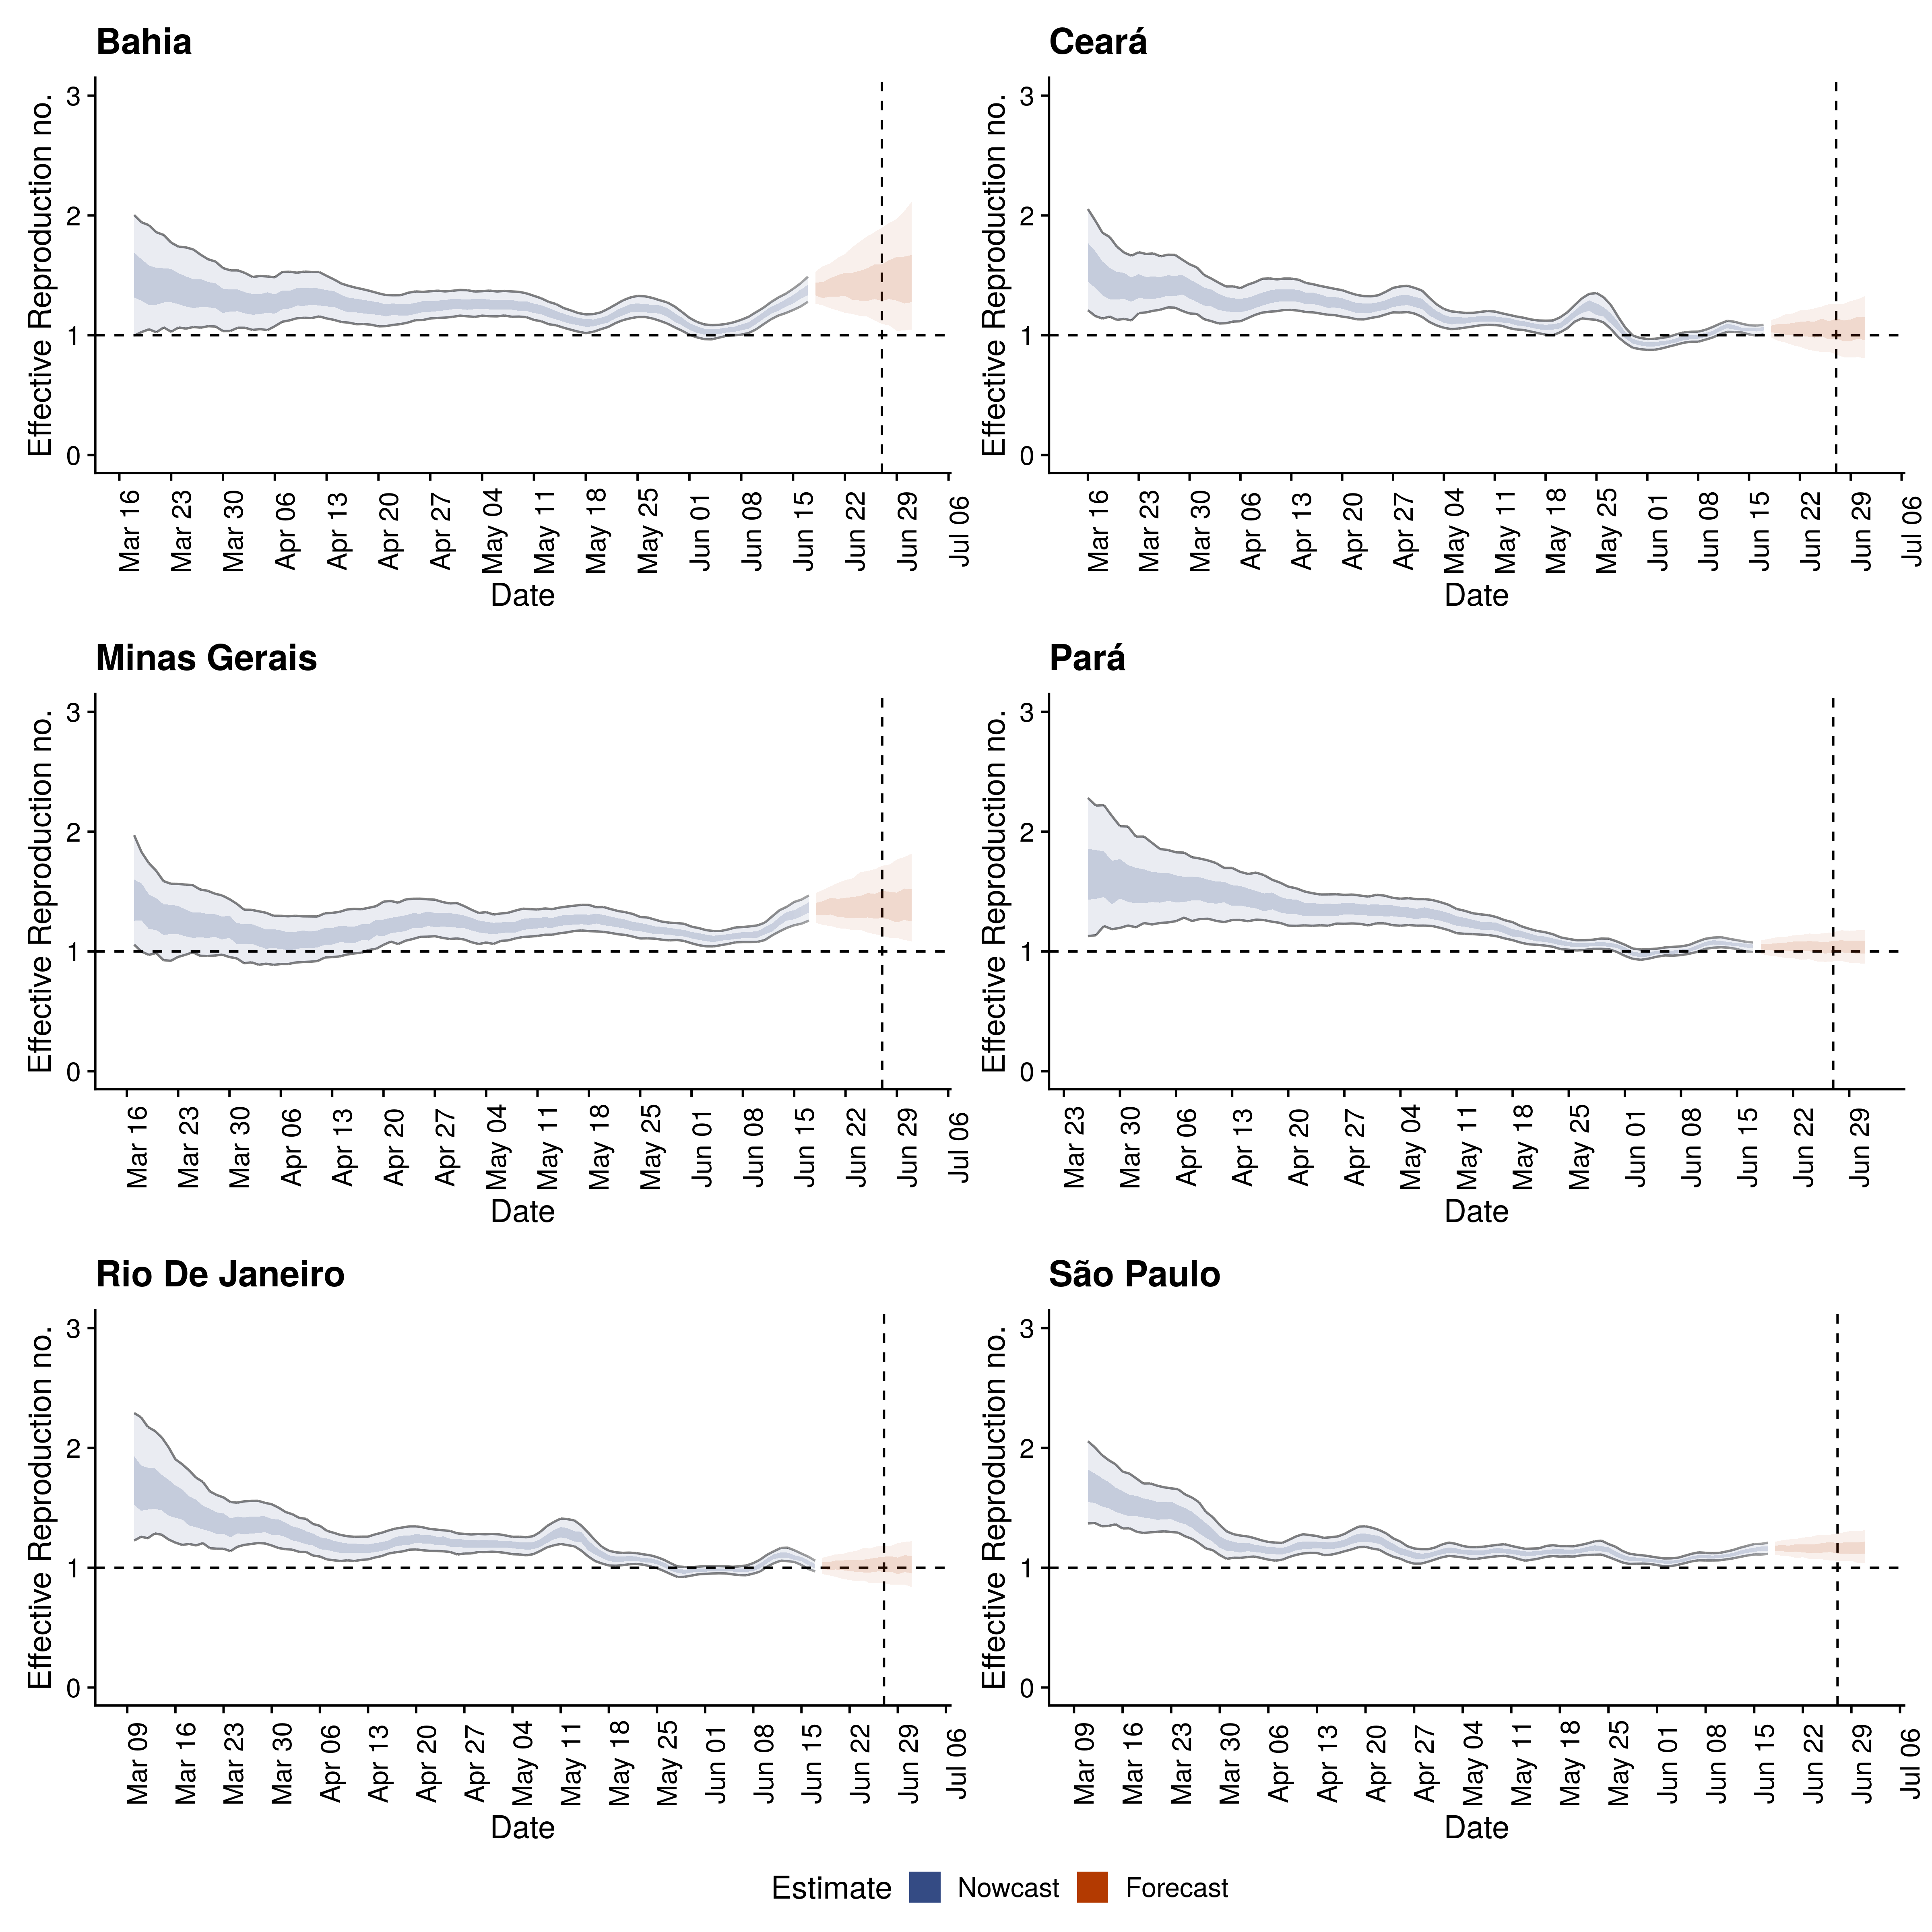 Bahia
Effective Reproduction no.
3
2
1
0
Mar 16 Mar 23 Mar 30 Apr 06 Apr 13 Apr 20 Apr 27 May 04 May 11 May 18 May 25 Jun 01 Jun 08 Jun 15 Jun 22 Jun 29 Jul 06
Date
Ceará
Effective Reproduction no.
3
2
1
0
Mar 16 Mar 23 Mar 30 Apr 06 Apr 13 Apr 20 Apr 27 May 04 May 11 May 18 May 25 Jun 01 Jun 08 Jun 15 Jun 22 Jun 29 Jul 06
Date
Minas Gerais
Effective Reproduction no.
3
2
1
0
Mar 16 Mar 23 Mar 30 Apr 06 Apr 13 Apr 20 Apr 27 May 04 May 11 May 18 May 25 Jun 01 Jun 08 Jun 15 Jun 22 Jun 29 Jul 06
Date
Pará
Effective Reproduction no.
3
2
1
0
Mar 23 Mar 30 Apr 06 Apr 13 Apr 20 Apr 27 May 04 May 11 May 18 May 25 Jun 01 Jun 08 Jun 15 Jun 22 Jun 29
Date
Rio De Janeiro
Effective Reproduction no.
3
2
1
0
Mar 09 Mar 16 Mar 23 Mar 30 Apr 06 Apr 13 Apr 20 Apr 27 May 04 May 11 May 18 May 25 Jun 01 Jun 08 Jun 15 Jun 22 Jun 29 Jul 06
Date
São Paulo
Effective Reproduction no.
3
2
1
0
Mar 09 Mar 16 Mar 23 Mar 30 Apr 06 Apr 13 Apr 20 Apr 27 May 04 May 11 May 18 May 25 Jun 01 Jun 08 Jun 15 Jun 22 Jun 29 Jul 06
Date
Estimate Nowcast Forecast